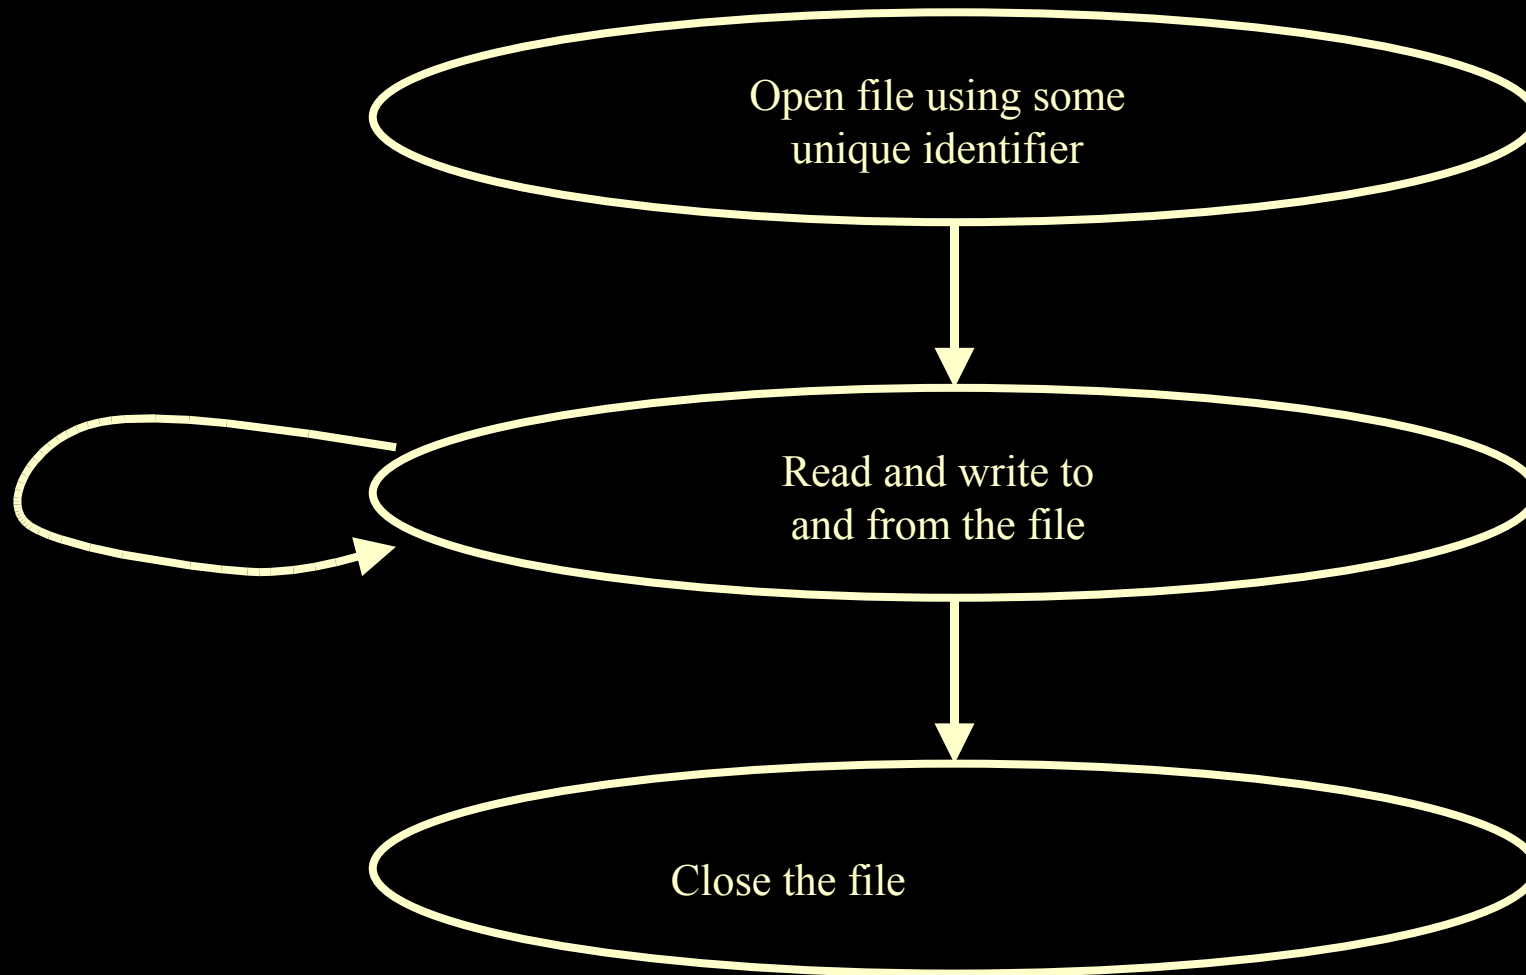 Open file using some
unique identifier
Read and write to
and from the file
Close the file